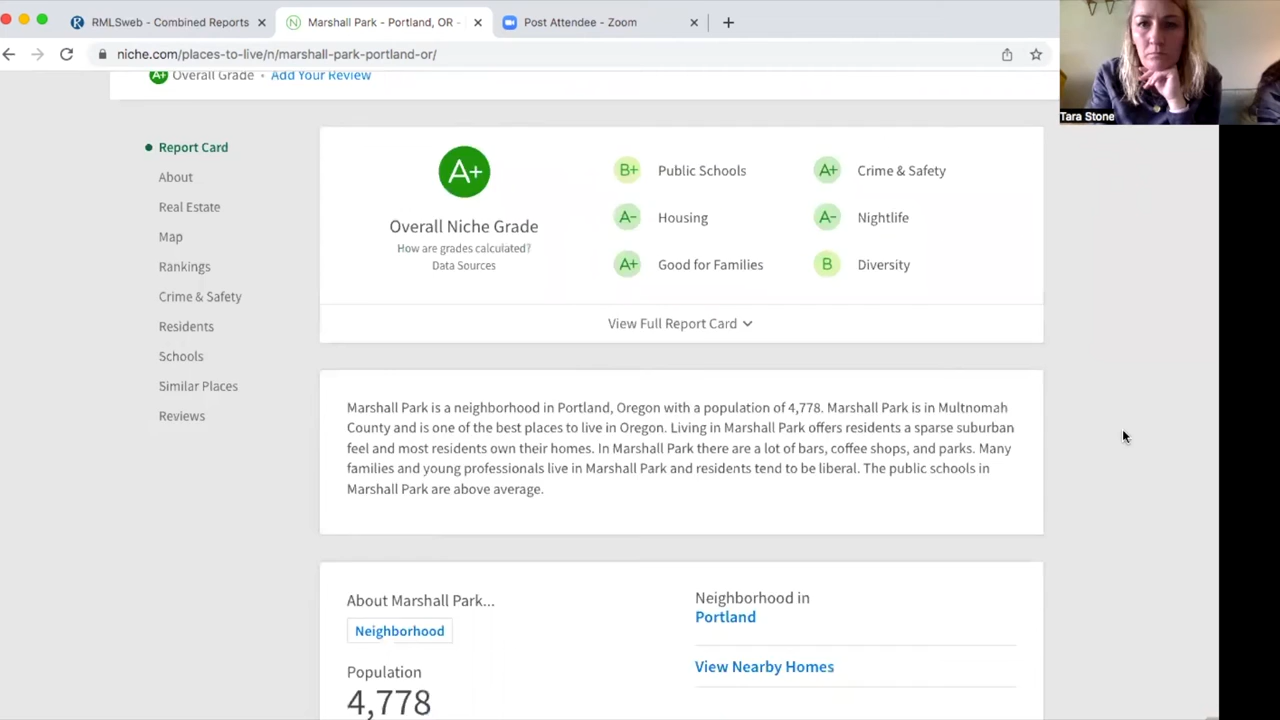 RMLSweb - Combined Reports
Marshall Park - Portland, OR -
Post Attendee - Zoom
niche.com/places-to-live/n/marshall-park-portland-or/
Tara Stone
A+ Overall Grade • Add Your Review
Report Card
About
Real Estate
Map
Rankings
Crime & Safety
Residents
Schools
Similar Places
Reviews
A+
Overall Niche Grade
How are grades calculated?
Data Sources
B+ Public Schools
A- Housing
A+ Good for Families
A+ Crime & Safety
A- Nightlife
B Diversity
View Full Report Card
Marshall Park is a neighborhood in Portland, Oregon with a population of 4,778. Marshall Park is in Multnomah
County and is one of the best places to live in Oregon. Living in Marshall Park offers residents a sparse suburban
feel and most residents own their homes. In Marshall Park there are a lot of bars, coffee shops, and parks. Many
families and young professionals live in Marshall Park and residents tend to be liberal. The public schools in
Marshall Park are above average.
About Marshall Park...
Neighborhood
Population
4,778
Neighborhood in
Portland
View Nearby Homes